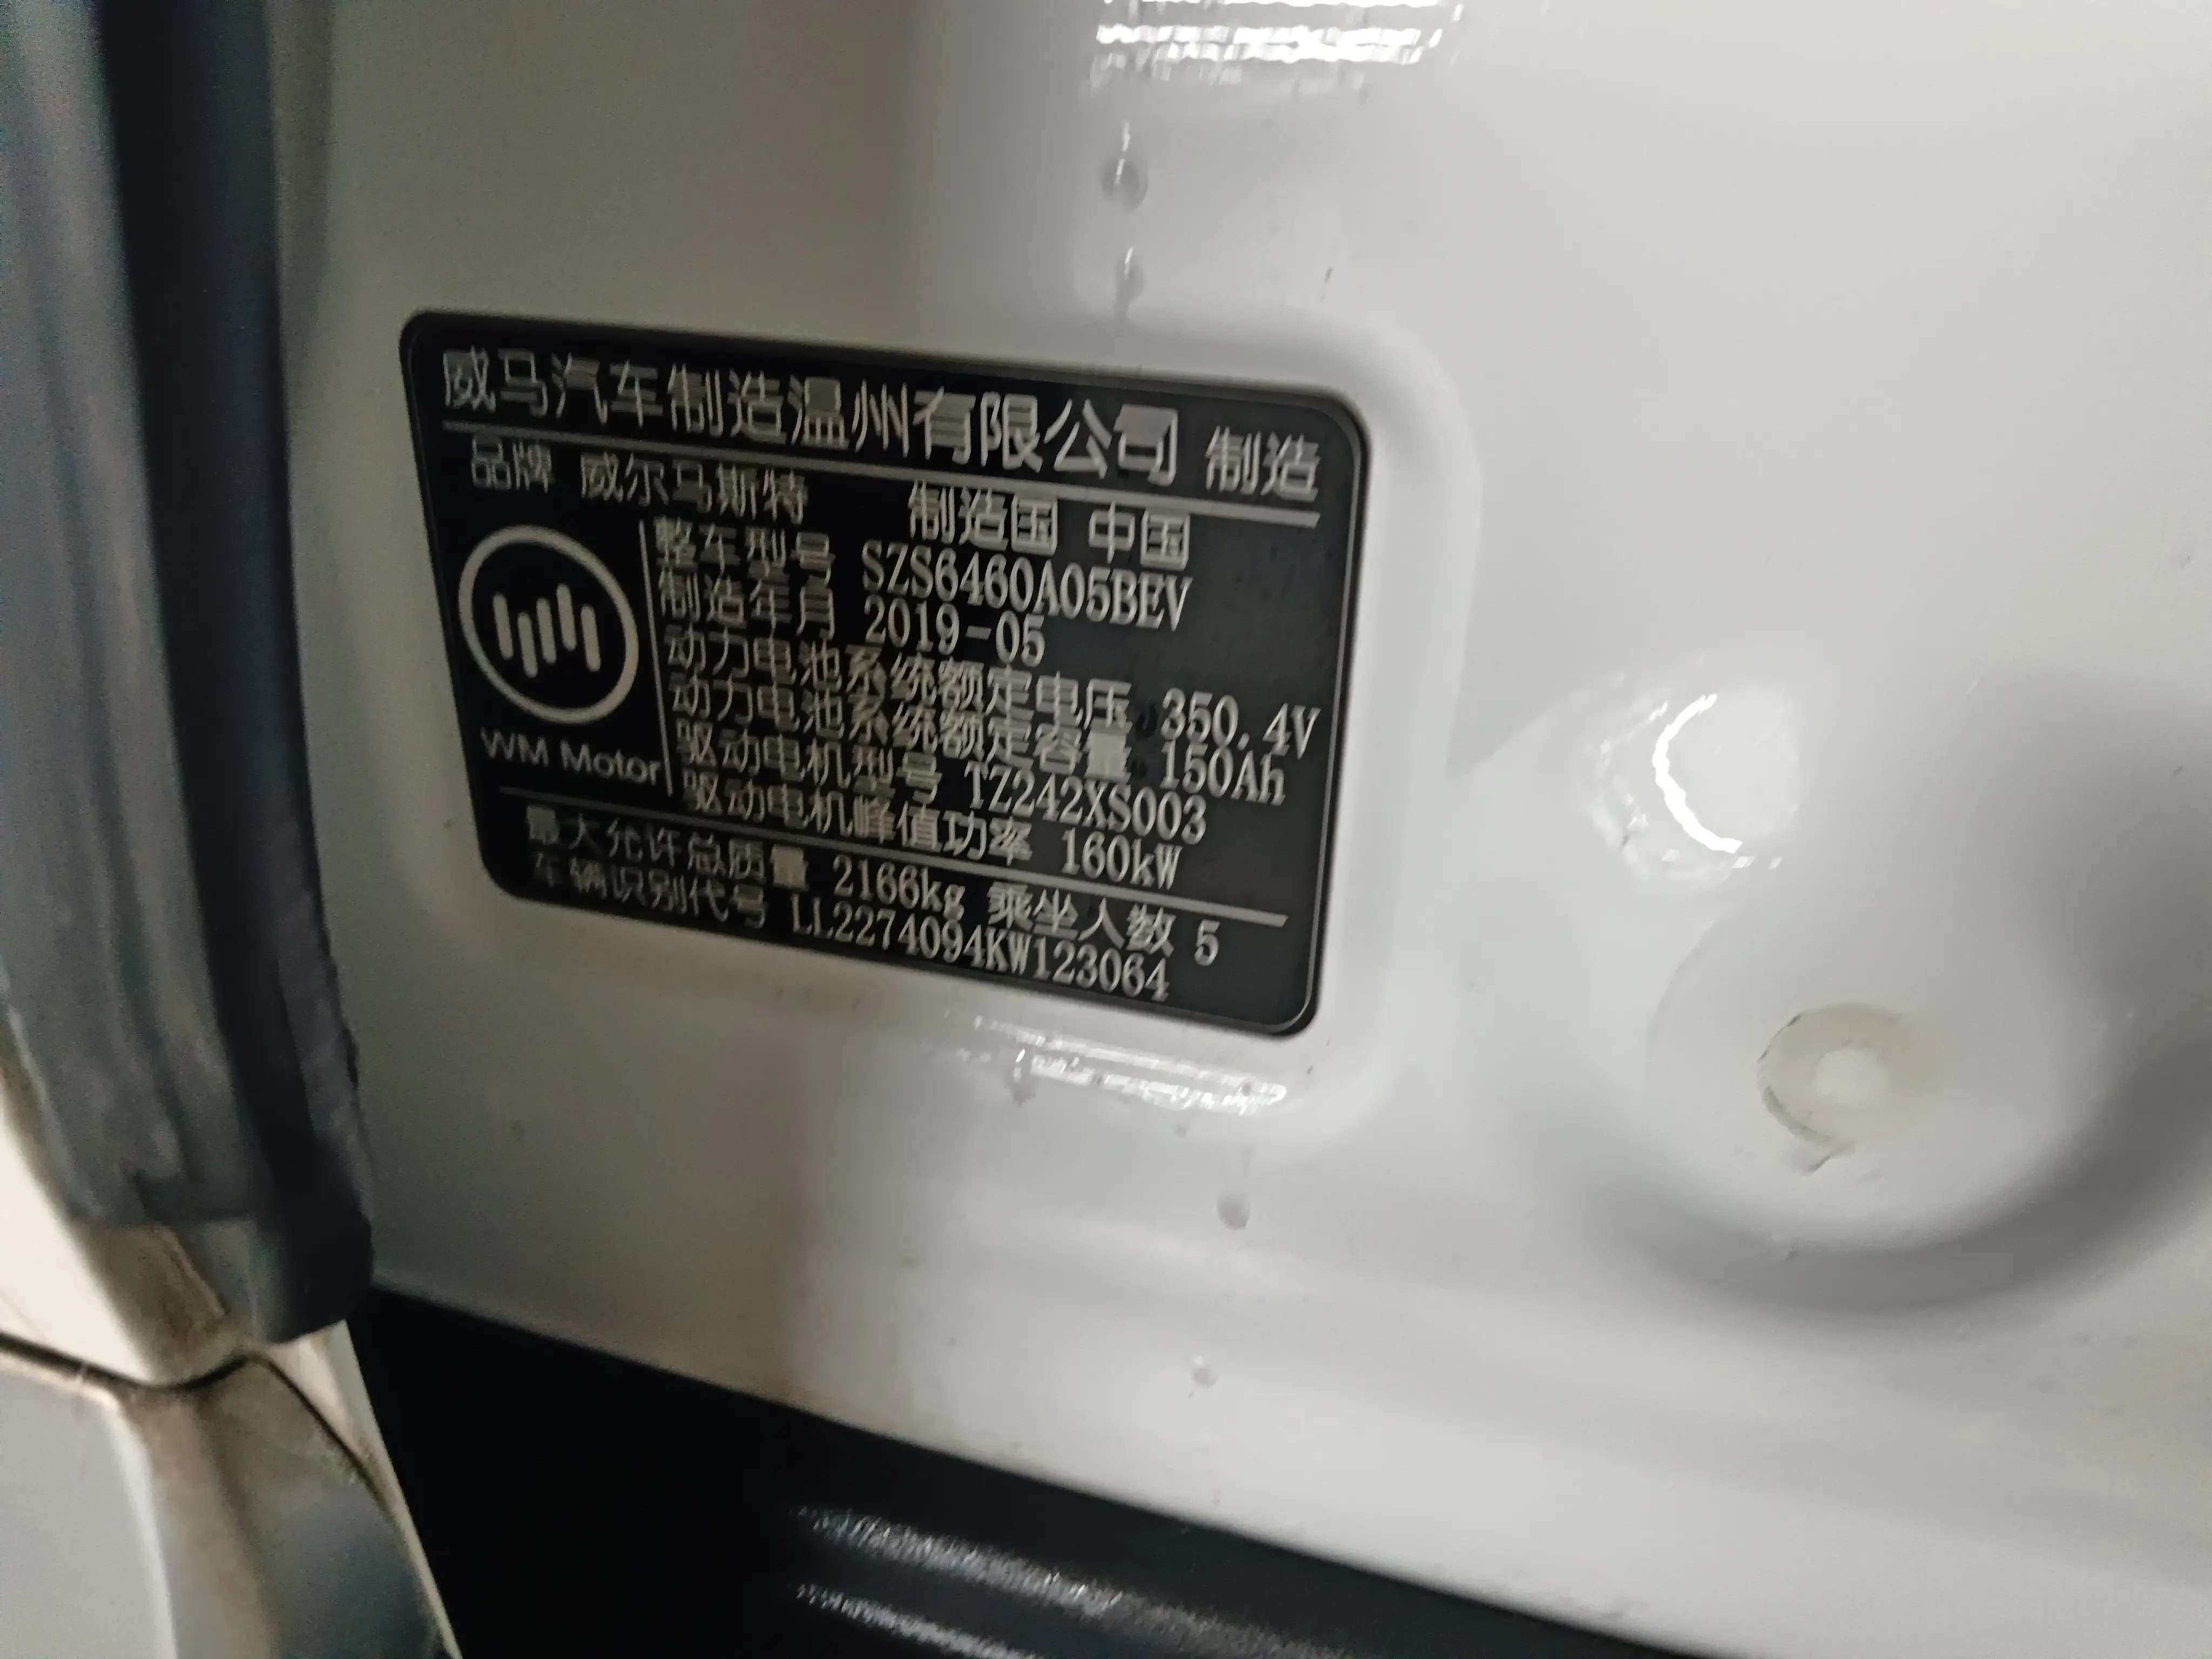 威马汽车制造温州有限公司 制造
品牌 威尔马斯特 制造国 中国
整车型号 SZS6460A05BEV
制造年月 2019-05
动力电池系统额定电压 350.4V
动力电池系统额定容量 150Ah
驱动电机型号 TZ242XS003
驱动电机峰值功率 160kW
WM Motor
最大允许总质量 2166kg 乘坐人数 5
车辆识别代号 LL2274094KW123064